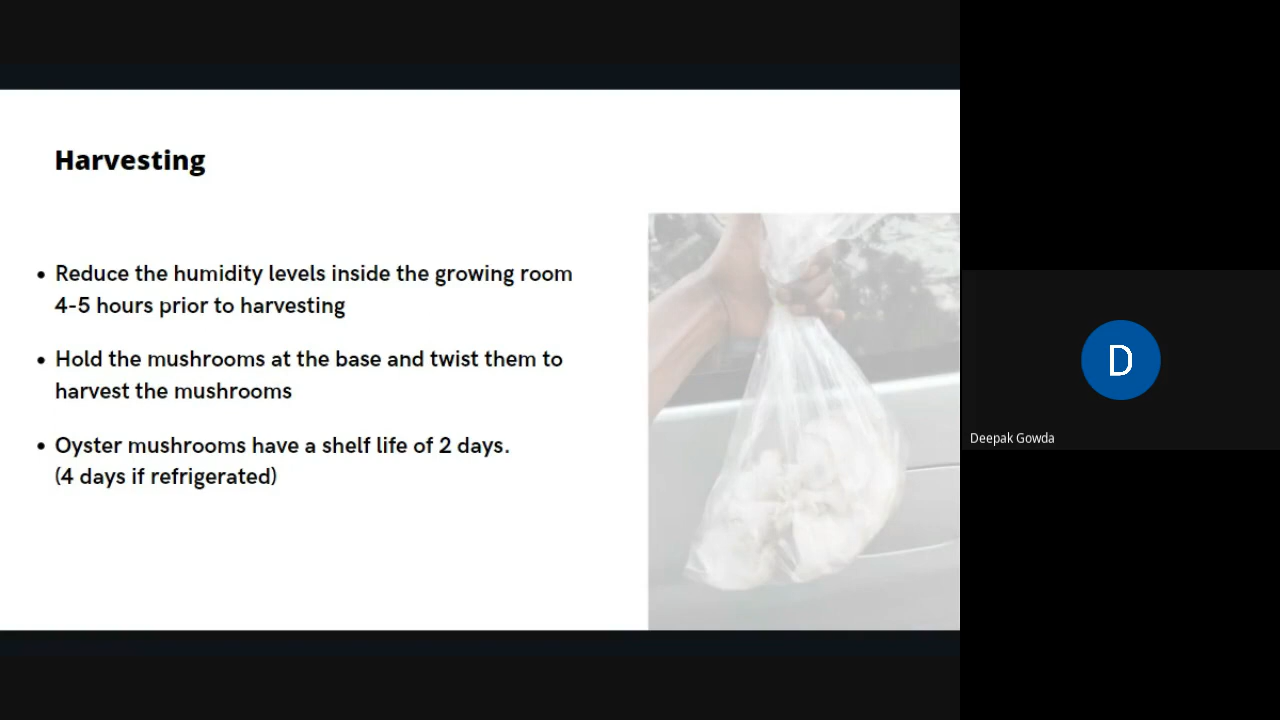 Harvesting
• Reduce the humidity levels inside the growing room
4-5 hours prior to harvesting
• Hold the mushrooms at the base and twist them to
harvest the mushrooms
• Oyster mushrooms have a shelf life of 2 days.
(4 days if refrigerated)
D
Deepak Gowda